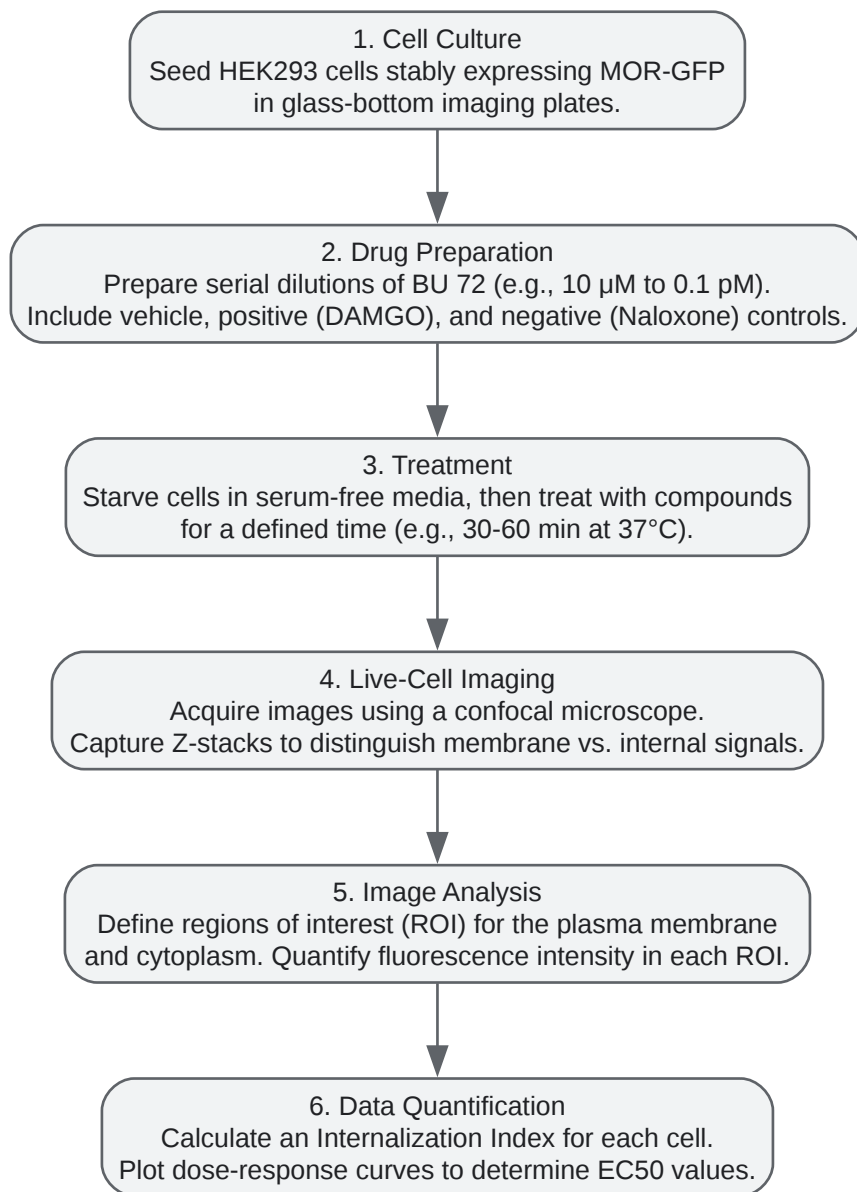 1. Cell Culture
Seed HEK293 cells stably expressing MOR-GFP
in glass-bottom imaging plates.
2. Drug Preparation
Prepare serial dilutions of BU 72 (e.g., 10 μM to 0.1 pM).
Include vehicle, positive (DAMGO), and negative (Naloxone) controls.
3. Treatment
Starve cells in serum-free media, then treat with compounds
for a defined time (e.g., 30-60 min at 37°C).
4. Live-Cell Imaging
Acquire images using a confocal microscope.
Capture Z-stacks to distinguish membrane vs. internal signals.
5. Image Analysis
Define regions of interest (ROI) for the plasma membrane
and cytoplasm. Quantify fluorescence intensity in each ROI.
6. Data Quantification
Calculate an Internalization Index for each cell.
Plot dose-response curves to determine EC50 values.